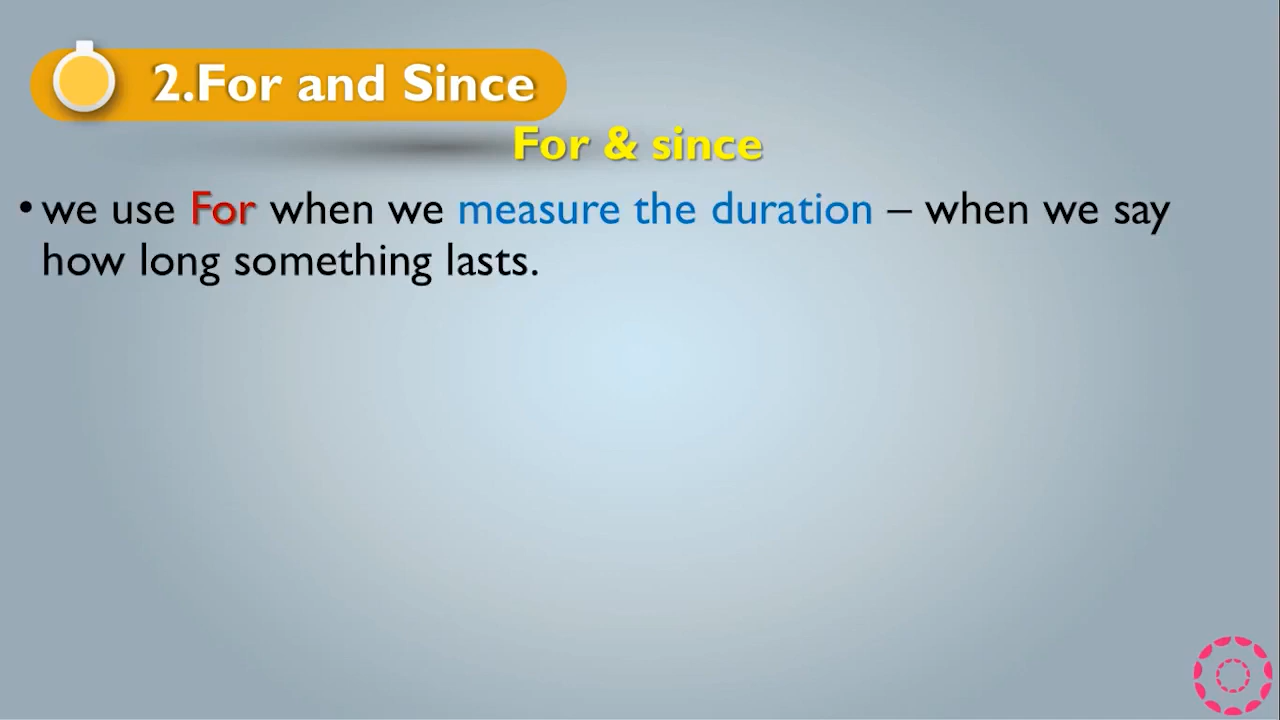 2.For and Since
For & since
• we use For when we measure the duration – when we say
how long something lasts.